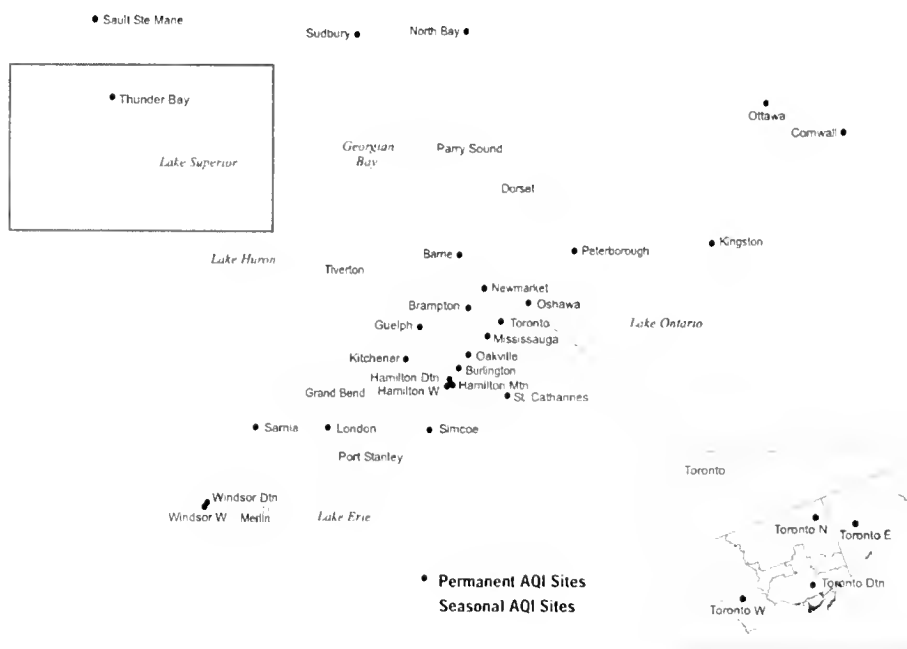 Sault Ste Mane
Sudbury
North Bay
Thunder Bay
Ottawa
Cornwall
Georgian
Bay
Parry Sound
Lake Superior
Dorset
Kingston
Peterborough
Barrie
Lake Huron
Tiverton
Newmarket
Brampton
Oshawa
Guelph
Toronto
Lake Ontario
Mississauga
Kitchener
Oakville
Burlington
Hamilton Dtn
Hamilton Mtn
Grand Bend
Hamilton W
St. Catharines
Sarnia
London
Simcoe
Port Stanley
Toronto
Windsor Dtn
Windsor W
Merlin
Lake Erie
Toronto N
Toronto E
Toronto Dtn
Toronto W
Permanent AQI Sites
Seasonal AQI Sites